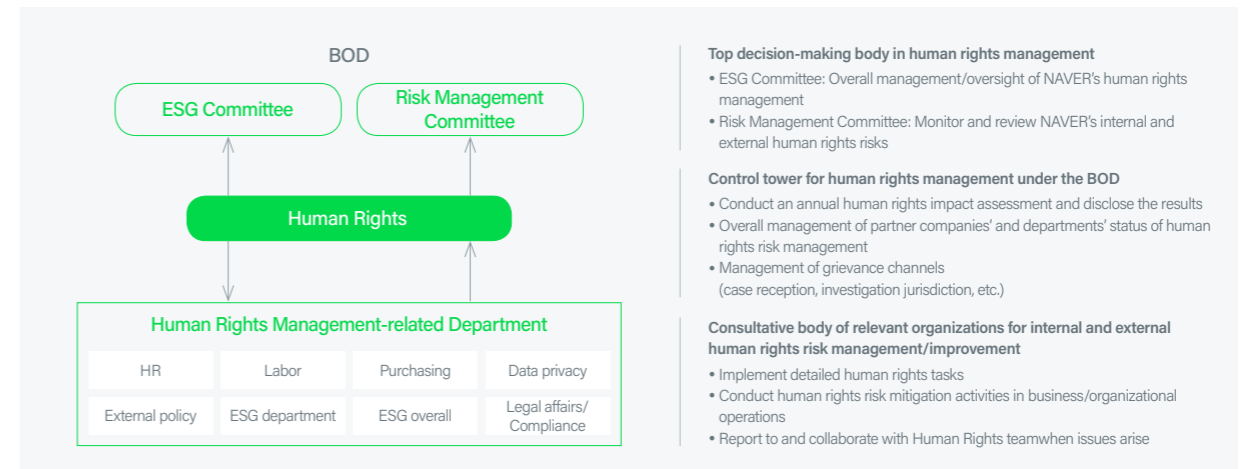 BOD
ESG Committee
Risk Management
Committee
Human Rights
Human Rights Management-related Department
HR
Labor
Purchasing
Data privacy
External policy
ESG department
ESG overall
Legal affairs/
Compliance
Top decision-making body in human rights management
• ESG Committee: Overall management/oversight of NAVER's human rights
management
• Risk Management Committee: Monitor and review NAVER's internal and
external human rights risks
Control tower for human rights management under the BOD
• Conduct an annual human rights impact assessment and disclose the results
• Overall management of partner companies' and departments' status of human
rights risk management
• Management of grievance channels
(case reception, investigation jurisdiction, etc.)
Consultative body of relevant organizations for internal and external
human rights risk management/improvement
• Implement detailed human rights tasks
• Conduct human rights risk mitigation activities in business/organizational
operations
• Report to and collaborate with Human Rights teamwhen issues arise